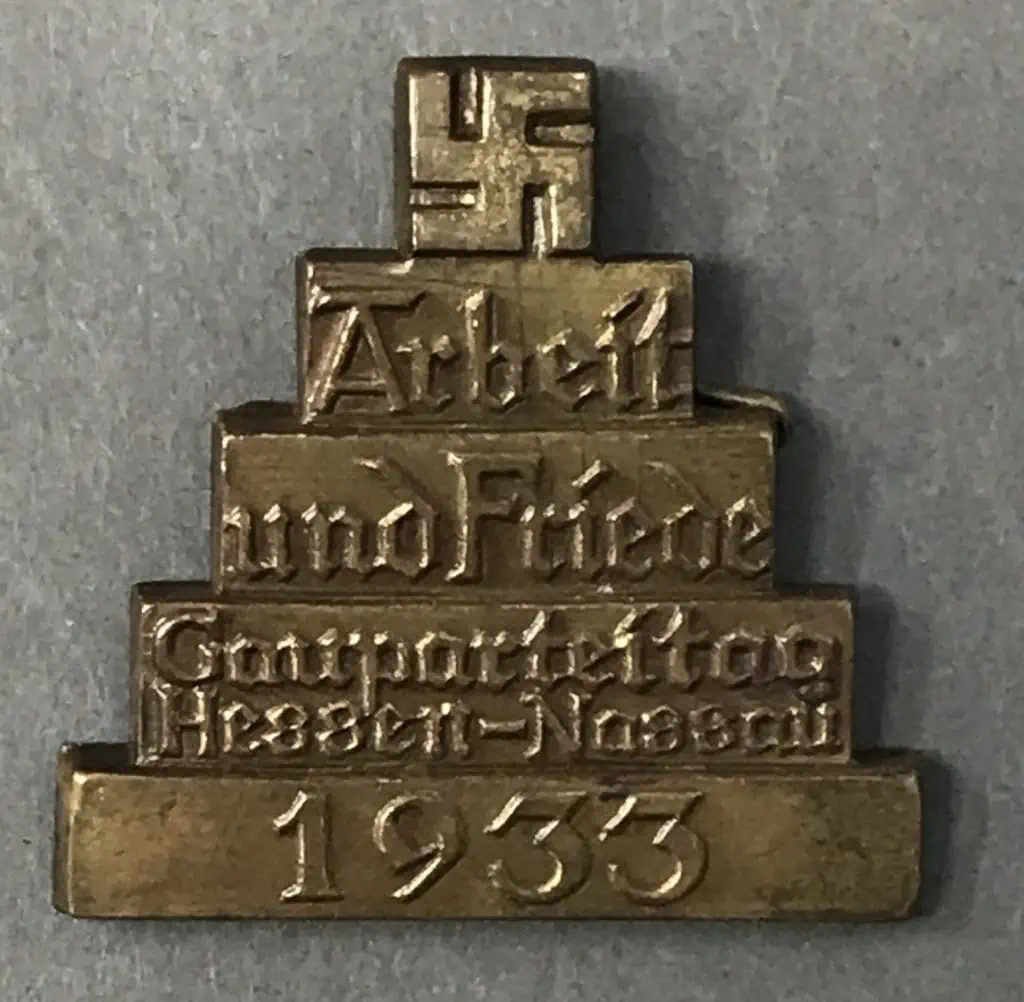 Arbeit
und Friede
Gauparteitag
Hessen-Nassau
1933